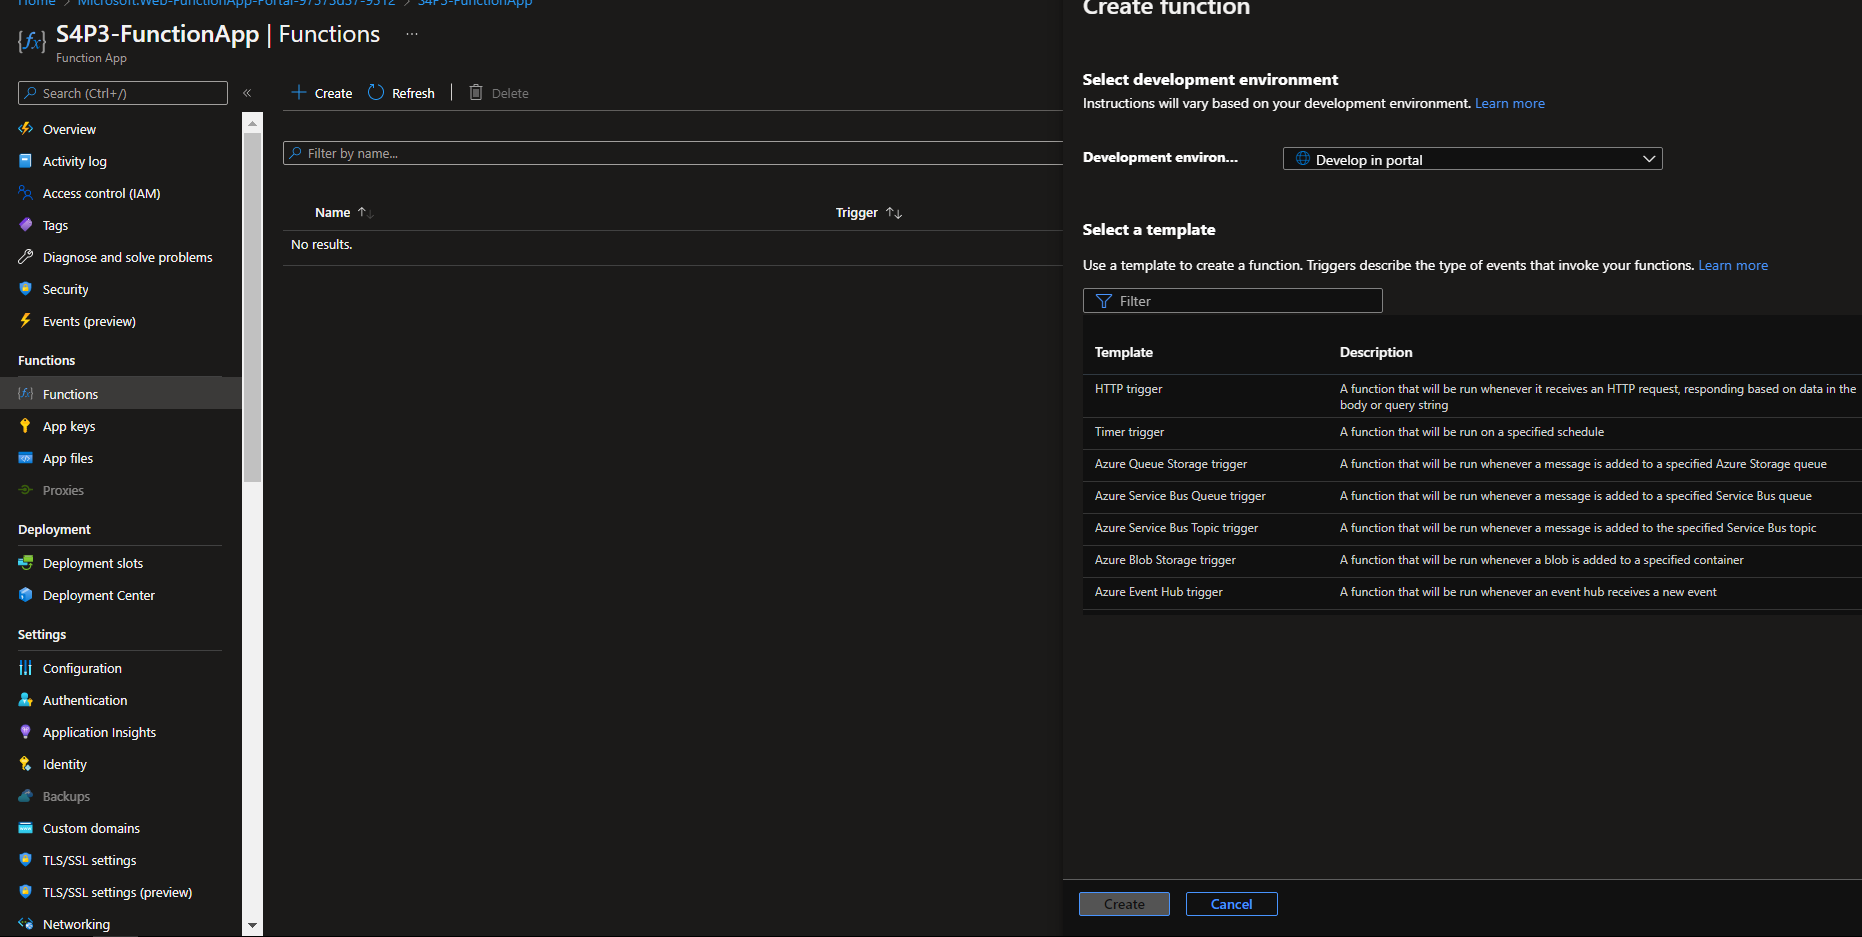 Home > Microsoft.Web-FunctionApp-Portal-97373d37-9312 > S4P3-FunctionApp
S4P3-FunctionApp | Functions ...
Function App
Search (Ctrl+/)
«
Overview
Activity log
Access control (IAM)
Tags
Diagnose and solve problems
Security
Events (preview)
Functions
Functions
App keys
App files
Proxies
Deployment
Deployment slots
Deployment Center
Settings
Configuration
Authentication
Application Insights
Identity
Backups
Custom domains
TLS/SSL settings
TLS/SSL settings (preview)
Networking
Create Refresh | Delete
Filter by name...
Name ↑↓ Trigger ↑↓
No results.
Create function
Select development environment
Instructions will vary based on your development environment. Learn more
Development environ... Develop in portal
Select a template
Use a template to create a function. Triggers describe the type of events that invoke your functions. Learn more
Filter
Template Description
HTTP trigger A function that will be run whenever it receives an HTTP request, responding based on data in the
body or query string
Timer trigger A function that will be run on a specified schedule
Azure Queue Storage trigger A function that will be run whenever a message is added to a specified Azure Storage queue
Azure Service Bus Queue trigger A function that will be run whenever a message is added to a specified Service Bus queue
Azure Service Bus Topic trigger A function that will be run whenever a message is added to the specified Service Bus topic
Azure Blob Storage trigger A function that will be run whenever a blob is added to a specified container
Azure Event Hub trigger A function that will be run whenever an event hub receives a new event
Create Cancel